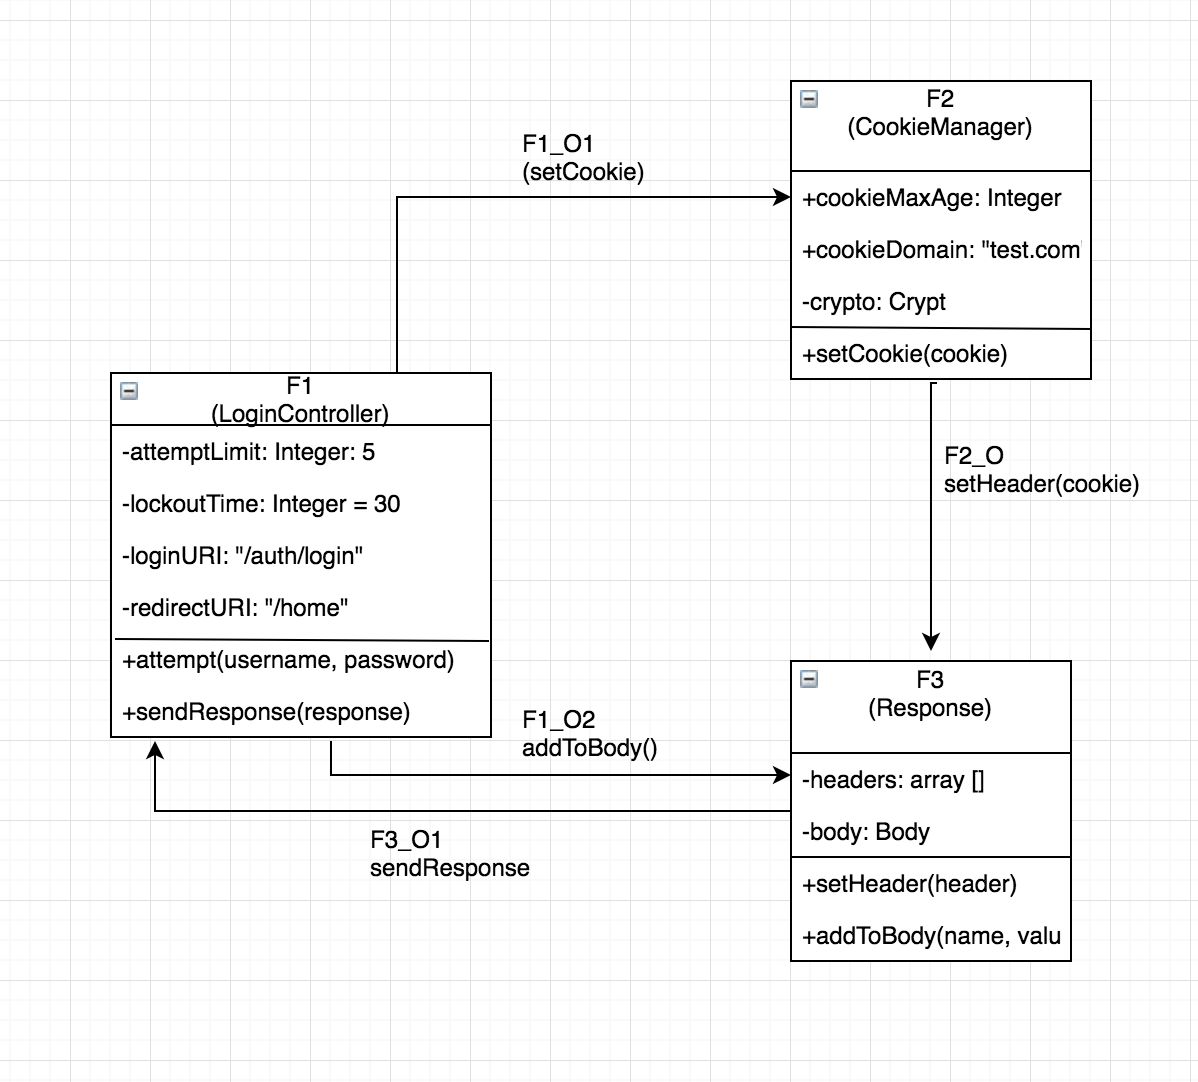 F2
(CookieManager)
+cookieMaxAge: Integer
+cookieDomain: "test.com
-crypto: Crypt
+setCookie(cookie)
F1_O1
(setCookie)
F1
(LoginController)
-attemptLimit: Integer: 5
-lockoutTime: Integer = 30
-loginURI: "/auth/login"
-redirectURI: "/home"
+attempt(username, password)
+sendResponse(response)
F2_O
setHeader(cookie)
F3
(Response)
-headers: array []
-body: Body
+setHeader(header)
+addToBody(name, valu
F1_O2
addToBody()
F3_O1
sendResponse